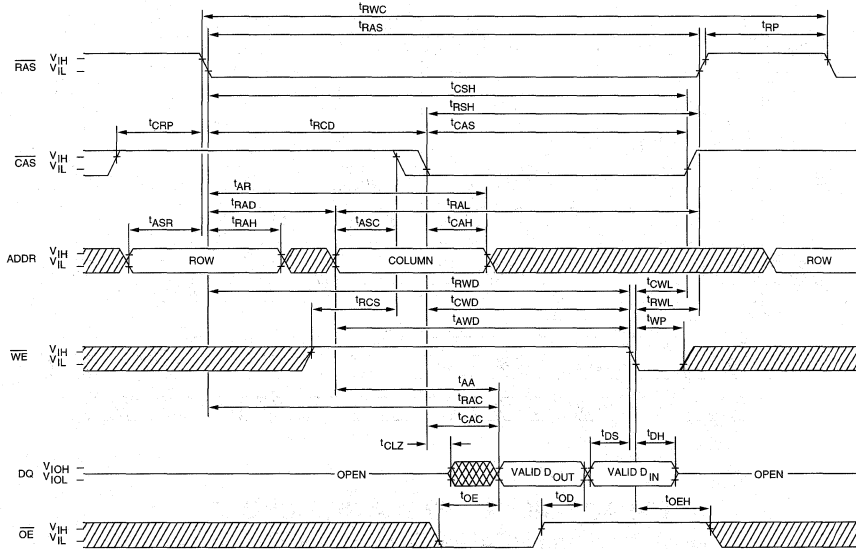 tRWC
tRAS tRP
RAS VIH
VIL
tCSH
tRSH
tCRP tRCD tCAS
CAS VIH
VIL
tAR
tRAD tRAL
tASR tRAH tASC tCAH
ADDR VIH
VIL
ROW COLUMN ROW
tRWD tCWL
tRCS tCWD tRWL
tAWD tWP
WE VIH
VIL
tAA
tRAC
tCAC
tCLZ tDS tDH
DQ VIOH
VIOL
OPEN VALID DOUT VALID DIN OPEN
tOE tOD tOEH
OE VIH
VIL